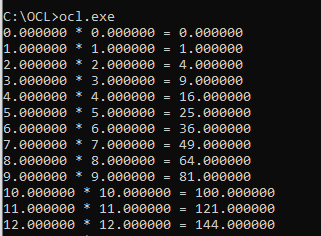 C:\OCL>ocl.exe
0.000000 * 0.000000 = 0.000000
1.000000 * 1.000000 = 1.000000
2.000000 * 2.000000 = 4.000000
3.000000 * 3.000000 = 9.000000
4.000000 * 4.000000 = 16.000000
5.000000 * 5.000000 = 25.000000
6.000000 * 6.000000 = 36.000000
7.000000 * 7.000000 = 49.000000
8.000000 * 8.000000 = 64.000000
9.000000 * 9.000000 = 81.000000
10.000000 * 10.000000 = 100.000000
11.000000 * 11.000000 = 121.000000
12.000000 * 12.000000 = 144.000000